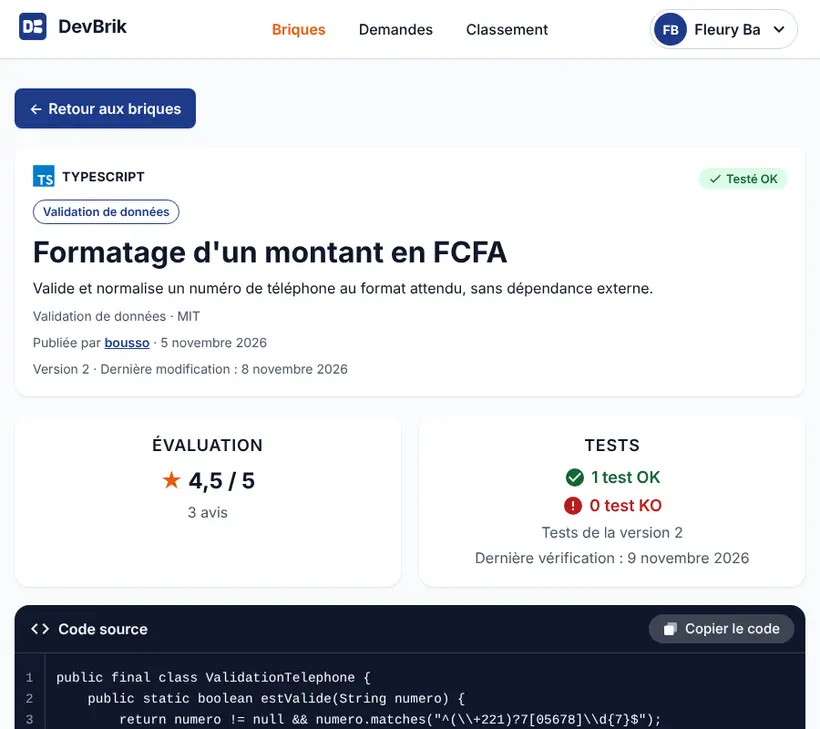 DevBrik
Briques
Demandes
Classement
FB
Fleury Ba
← Retour aux briques
TS TYPESCRIPT
✓ Testé OK
Validation de données
Formatage d'un montant en FCFA
Valide et normalise un numéro de téléphone au format attendu, sans dépendance externe.
Validation de données · MIT
Publiée par bousso · 5 novembre 2026
Version 2 · Dernière modification : 8 novembre 2026
ÉVALUATION
★ 4,5 / 5
3 avis
TESTS
1 test OK
0 test KO
Tests de la version 2
Dernière vérification : 9 novembre 2026
<> Code source
Copier le code
1 public final class ValidationTelephone {
2     public static boolean estValide(String numero) {
3         return numero != null && numero.matches("^(\\+221)?7[05678]\\d{7}$");